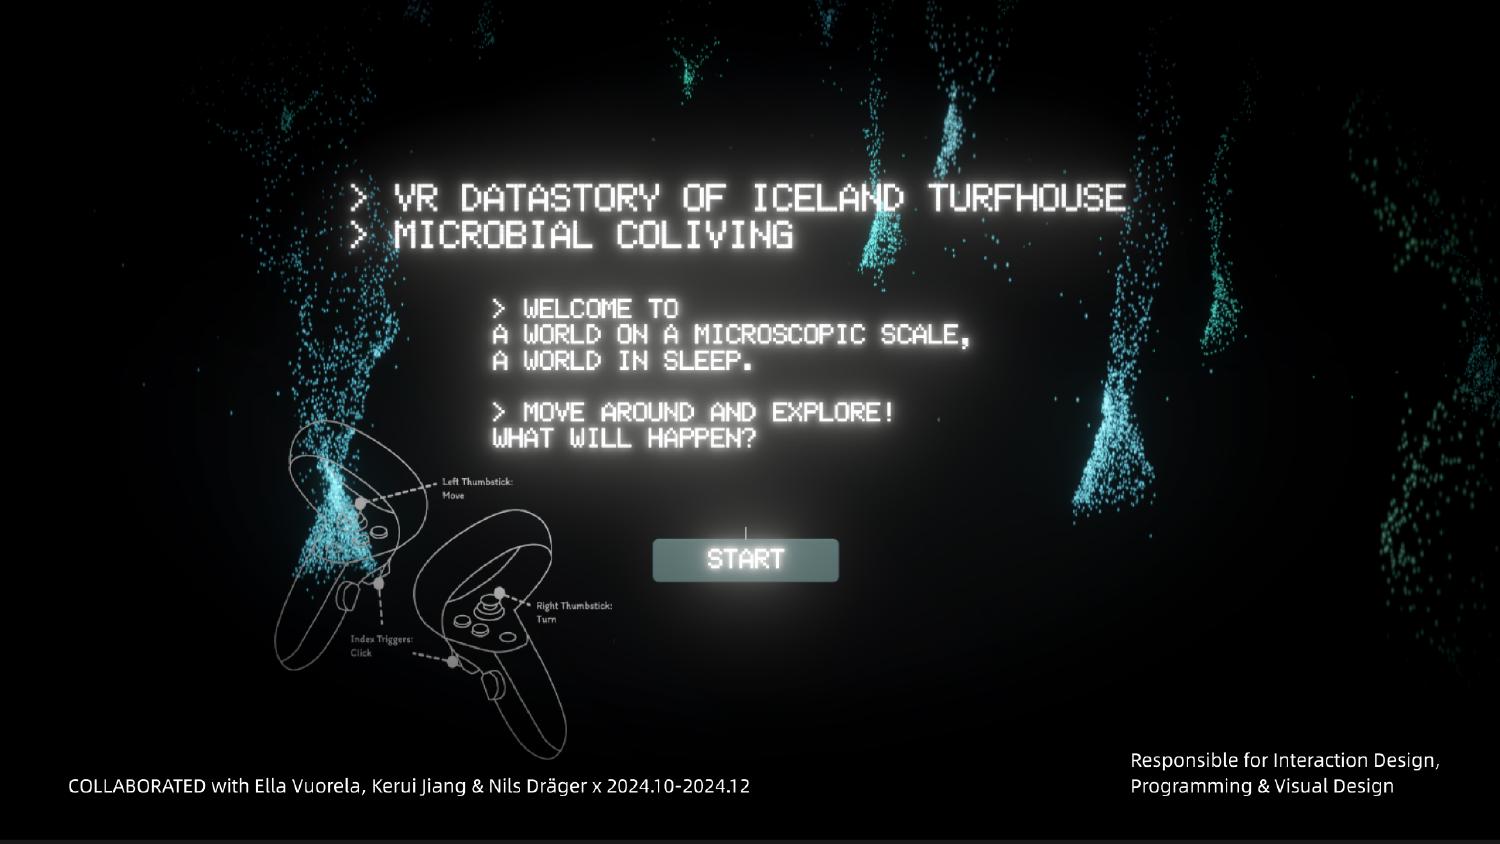 > VR DATASTORY OF ICELAND TURFHOUSE
> MICROBIAL COLIVING
> WELCOME TO
A WORLD ON A MICROSCOPIC SCALE,
A WORLD IN SLEEP.
> MOVE AROUND AND EXPLORE!
WHAT WILL HAPPEN?
Left Thumbstick:
Move
START
Right Thumbstick:
Turn
Index Triggers:
Click
COLLABORATED with Ella Vuorela, Kerui Jiang & Nils Dräger x 2024.10-2024.12
Responsible for Interaction Design,
Programming & Visual Design